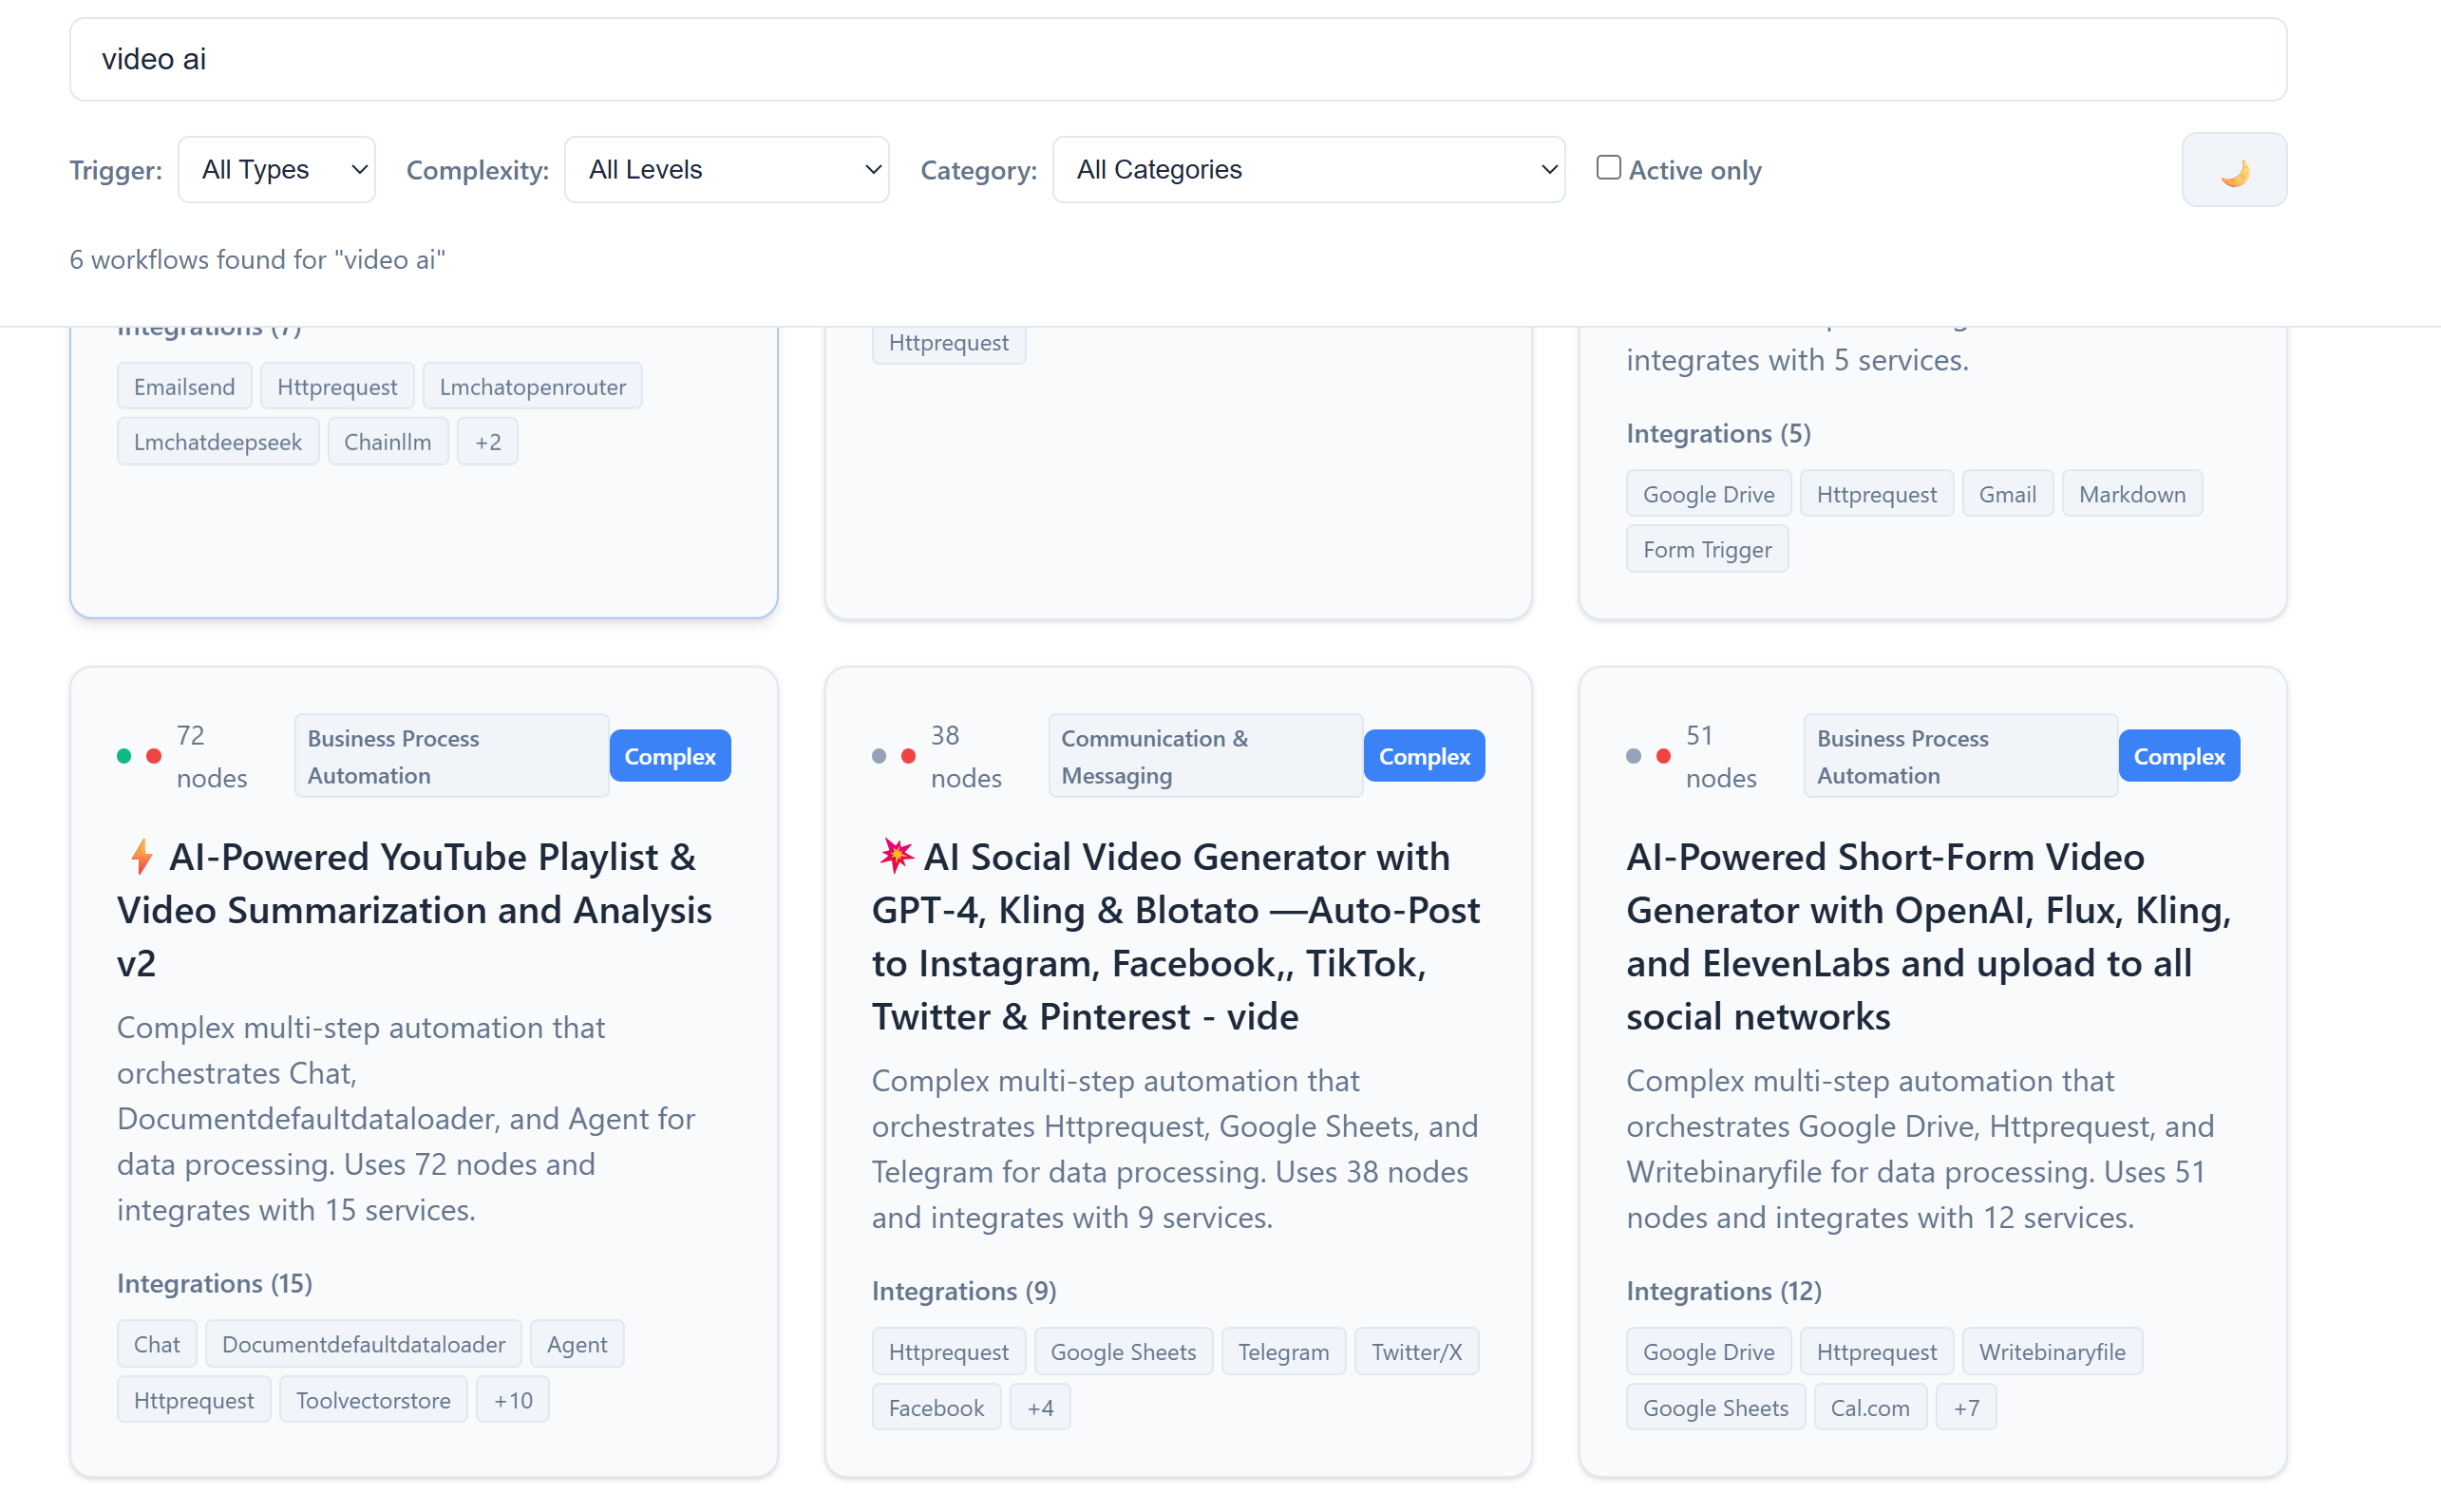 video ai
Trigger: All Types Complexity: All Levels Category: All Categories Active only
6 workflows found for "video ai"
Integrations (7)
Emailsend Httprequest Lmchatopenrouter
Lmchatdeepseek Chainllm +2
Httprequest
integrates with 5 services.
Integrations (5)
Google Drive Httprequest Gmail Markdown
Form Trigger
72
nodes
Business Process
Automation
Complex
⚡ AI-Powered YouTube Playlist &
Video Summarization and Analysis
v2
Complex multi-step automation that
orchestrates Chat,
Documentdefaultdataloader, and Agent for
data processing. Uses 72 nodes and
integrates with 15 services.
Integrations (15)
Chat Documentdefaultdataloader Agent
Httprequest Toolvectorstore +10
38
nodes
Communication &
Messaging
Complex
💥 AI Social Video Generator with
GPT-4, Kling & Blotato —Auto-Post
to Instagram, Facebook,, TikTok,
Twitter & Pinterest - vide
Complex multi-step automation that
orchestrates Httprequest, Google Sheets, and
Telegram for data processing. Uses 38 nodes
and integrates with 9 services.
Integrations (9)
Httprequest Google Sheets Telegram Twitter/X
Facebook +4
51
nodes
Business Process
Automation
Complex
AI-Powered Short-Form Video
Generator with OpenAI, Flux, Kling,
and ElevenLabs and upload to all
social networks
Complex multi-step automation that
orchestrates Google Drive, Httprequest, and
Writebinaryfile for data processing. Uses 51
nodes and integrates with 12 services.
Integrations (12)
Google Drive Httprequest Writebinaryfile
Google Sheets Cal.com +7